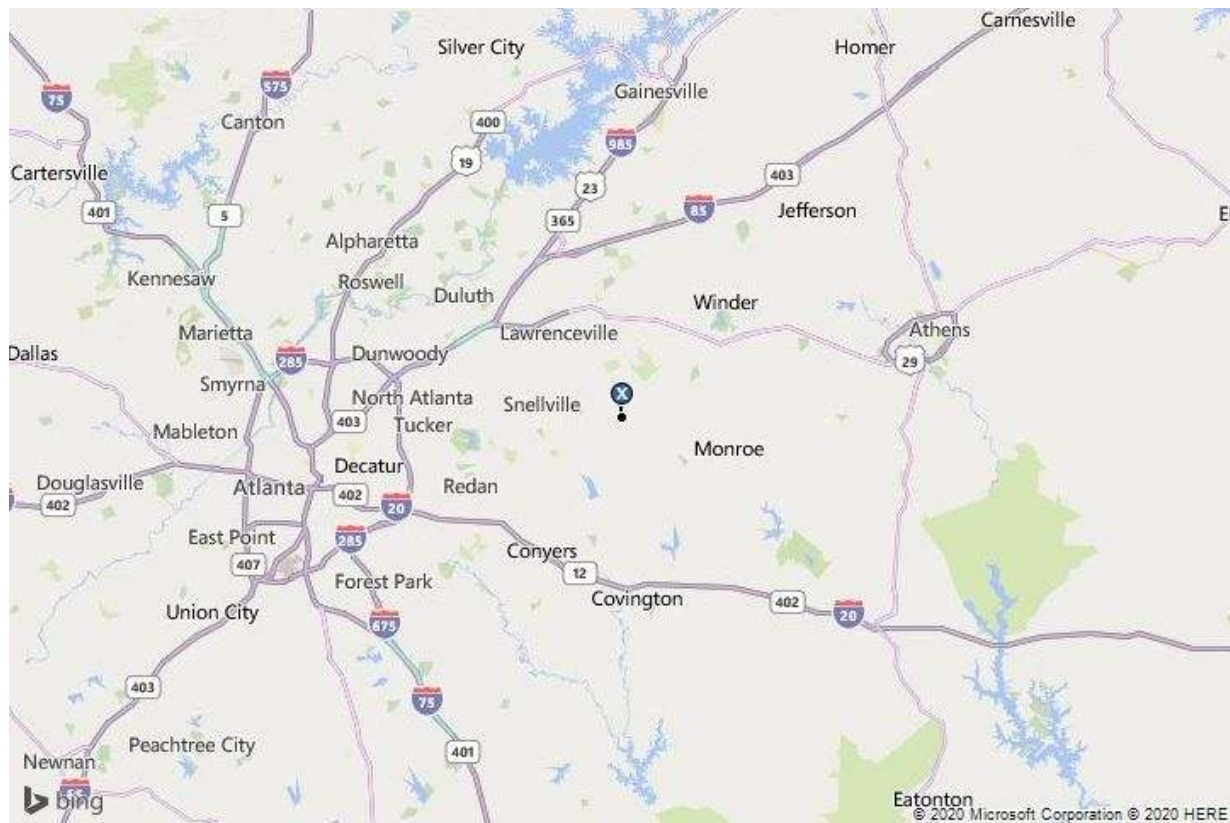 Carnesville
Silver City
Homer
75
575
Gainesville
Canton
400
985
19
Cartersville
403
23
401
5
365
85
Jefferson
E
Alpharetta
Kennesaw
Roswell
Duluth
Winder
Marietta
Lawrenceville
Athens
Dallas
285
Dunwoody
29
Smyrna
North Atlanta
X
Snellville
403
Tucker
Mableton
Monroe
Decatur
Douglasville
Atlanta
402
Redan
402
20
East Point
285
Conyers
407
12
Forest Park
Covington
402
20
Union City
675
403
75
Peachtree City
401
Newnan
bing
Eatonton
© 2020 Microsoft Corporation © 2020 HERE